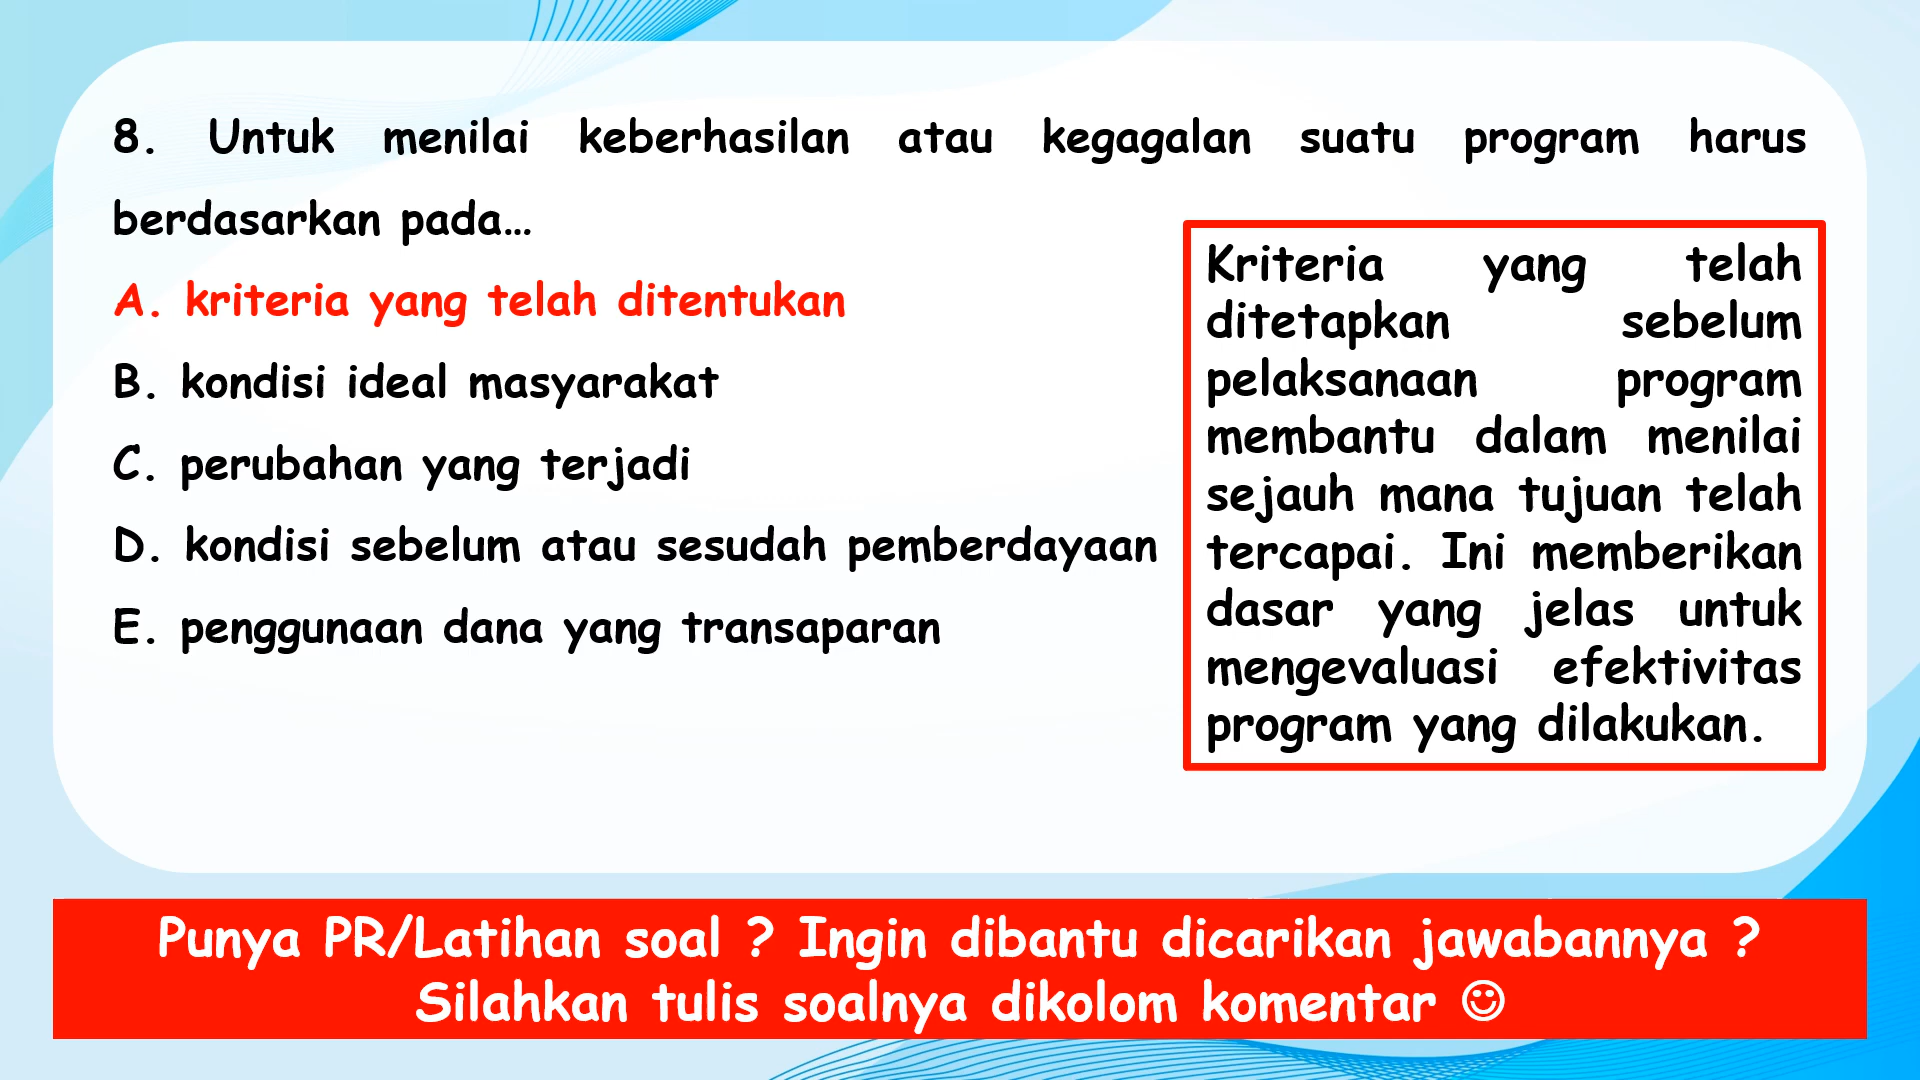 8. Untuk menilai keberhasilan atau kegagalan suatu program harus
berdasarkan pada...
A. kriteria yang telah ditentukan
B. kondisi ideal masyarakat
C. perubahan yang terjadi
D. kondisi sebelum atau sesudah pemberdayaan
E. penggunaan dana yang transaparan
Kriteria yang telah
ditetapkan sebelum
pelaksanaan program
membantu dalam menilai
sejauh mana tujuan telah
tercapai. Ini memberikan
dasar yang jelas untuk
mengevaluasi efektivitas
program yang dilakukan.
Punya PR/Latihan soal ? Ingin dibantu dicarikan jawabannya ?
Silahkan tulis soalnya dikolom komentar ☺